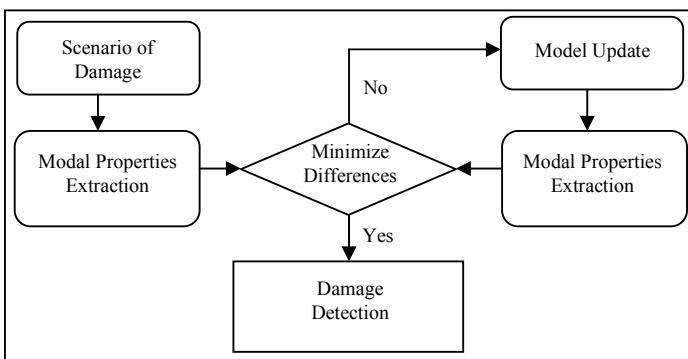 Scenario of
Damage
Modal Properties
Extraction
Minimize
Differences
No
Yes
Model Update
Modal Properties
Extraction
Damage
Detection